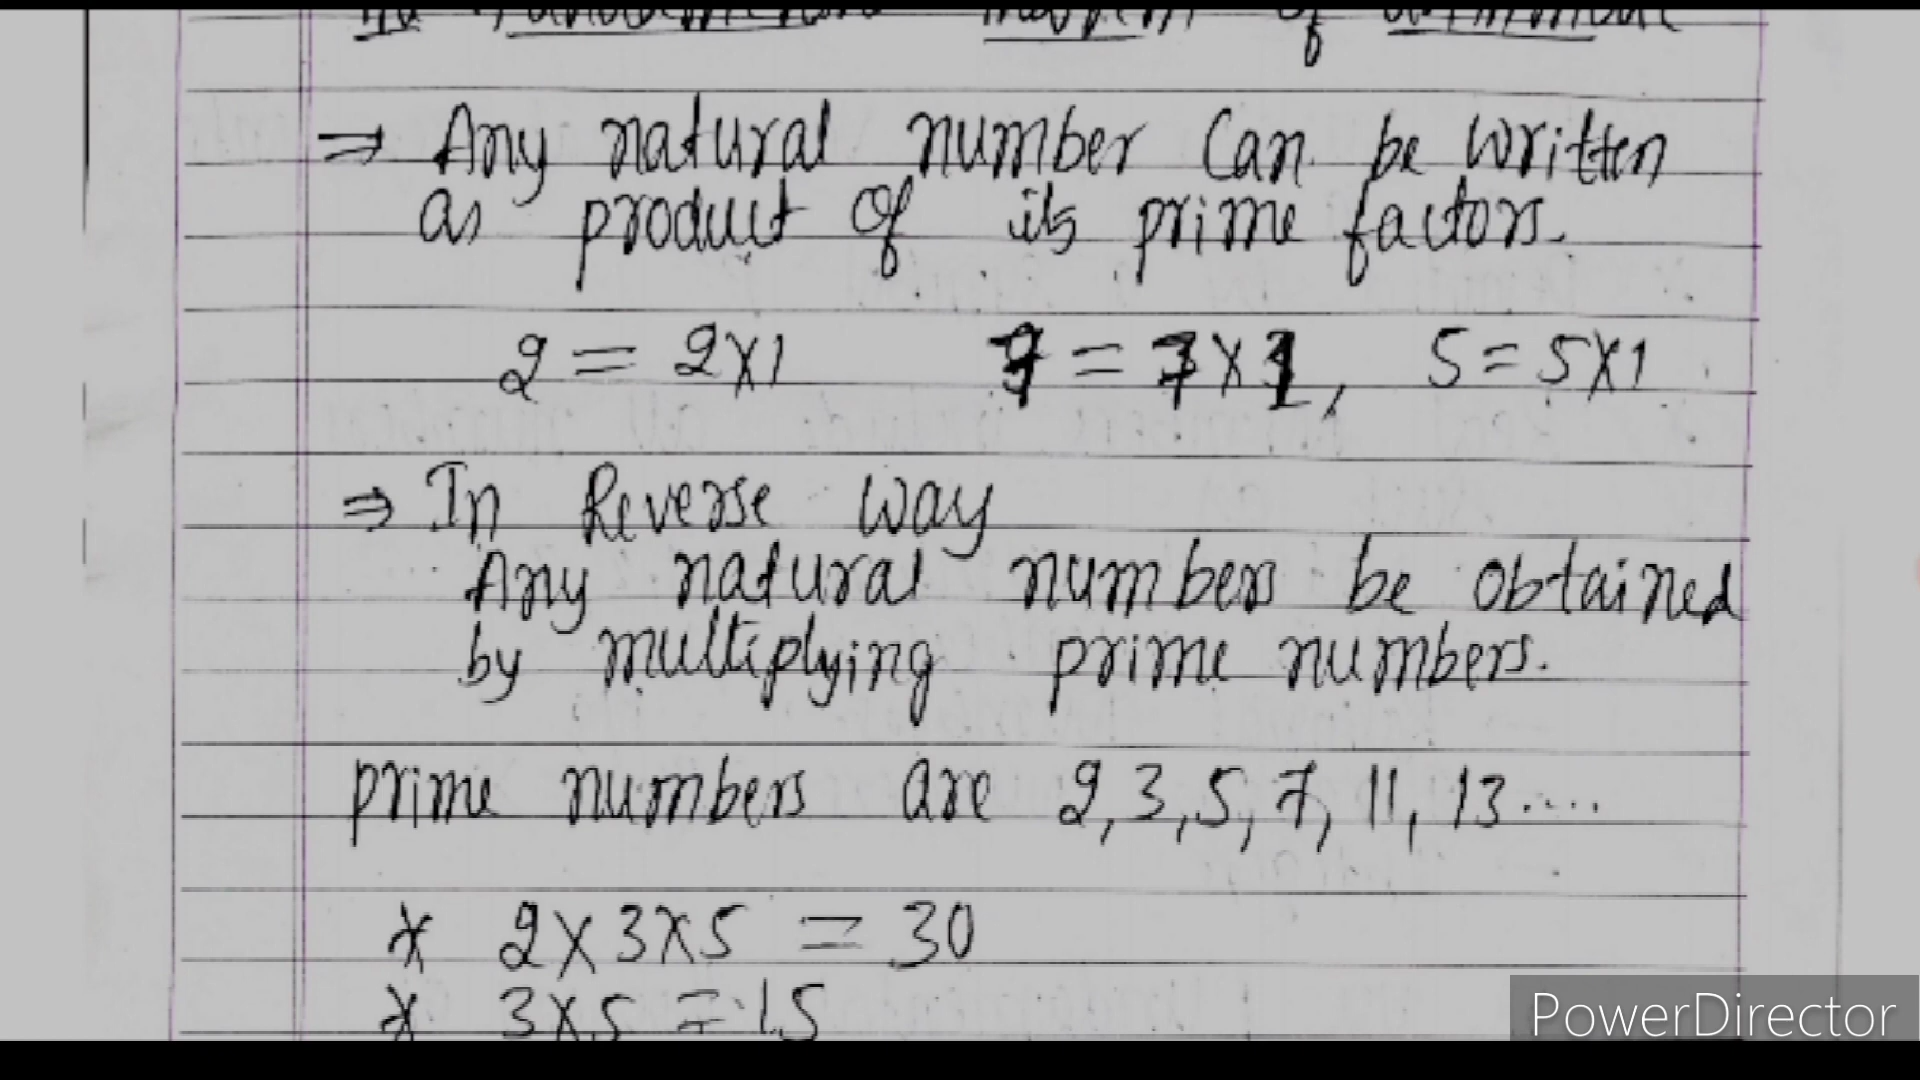 Theorem of
⇒ Any natural number Can be written
as product of its prime factors.
2 = 2×1 = ×1, 5 = 5×1
⇒ In Reverse way
Any natural numbers be obtained
by multiplying prime numbers.
prime numbers are 2, 3, 5, 7, 11, 13....
* 2×3×5 = 30
* 3×5 = 15
PowerDirector